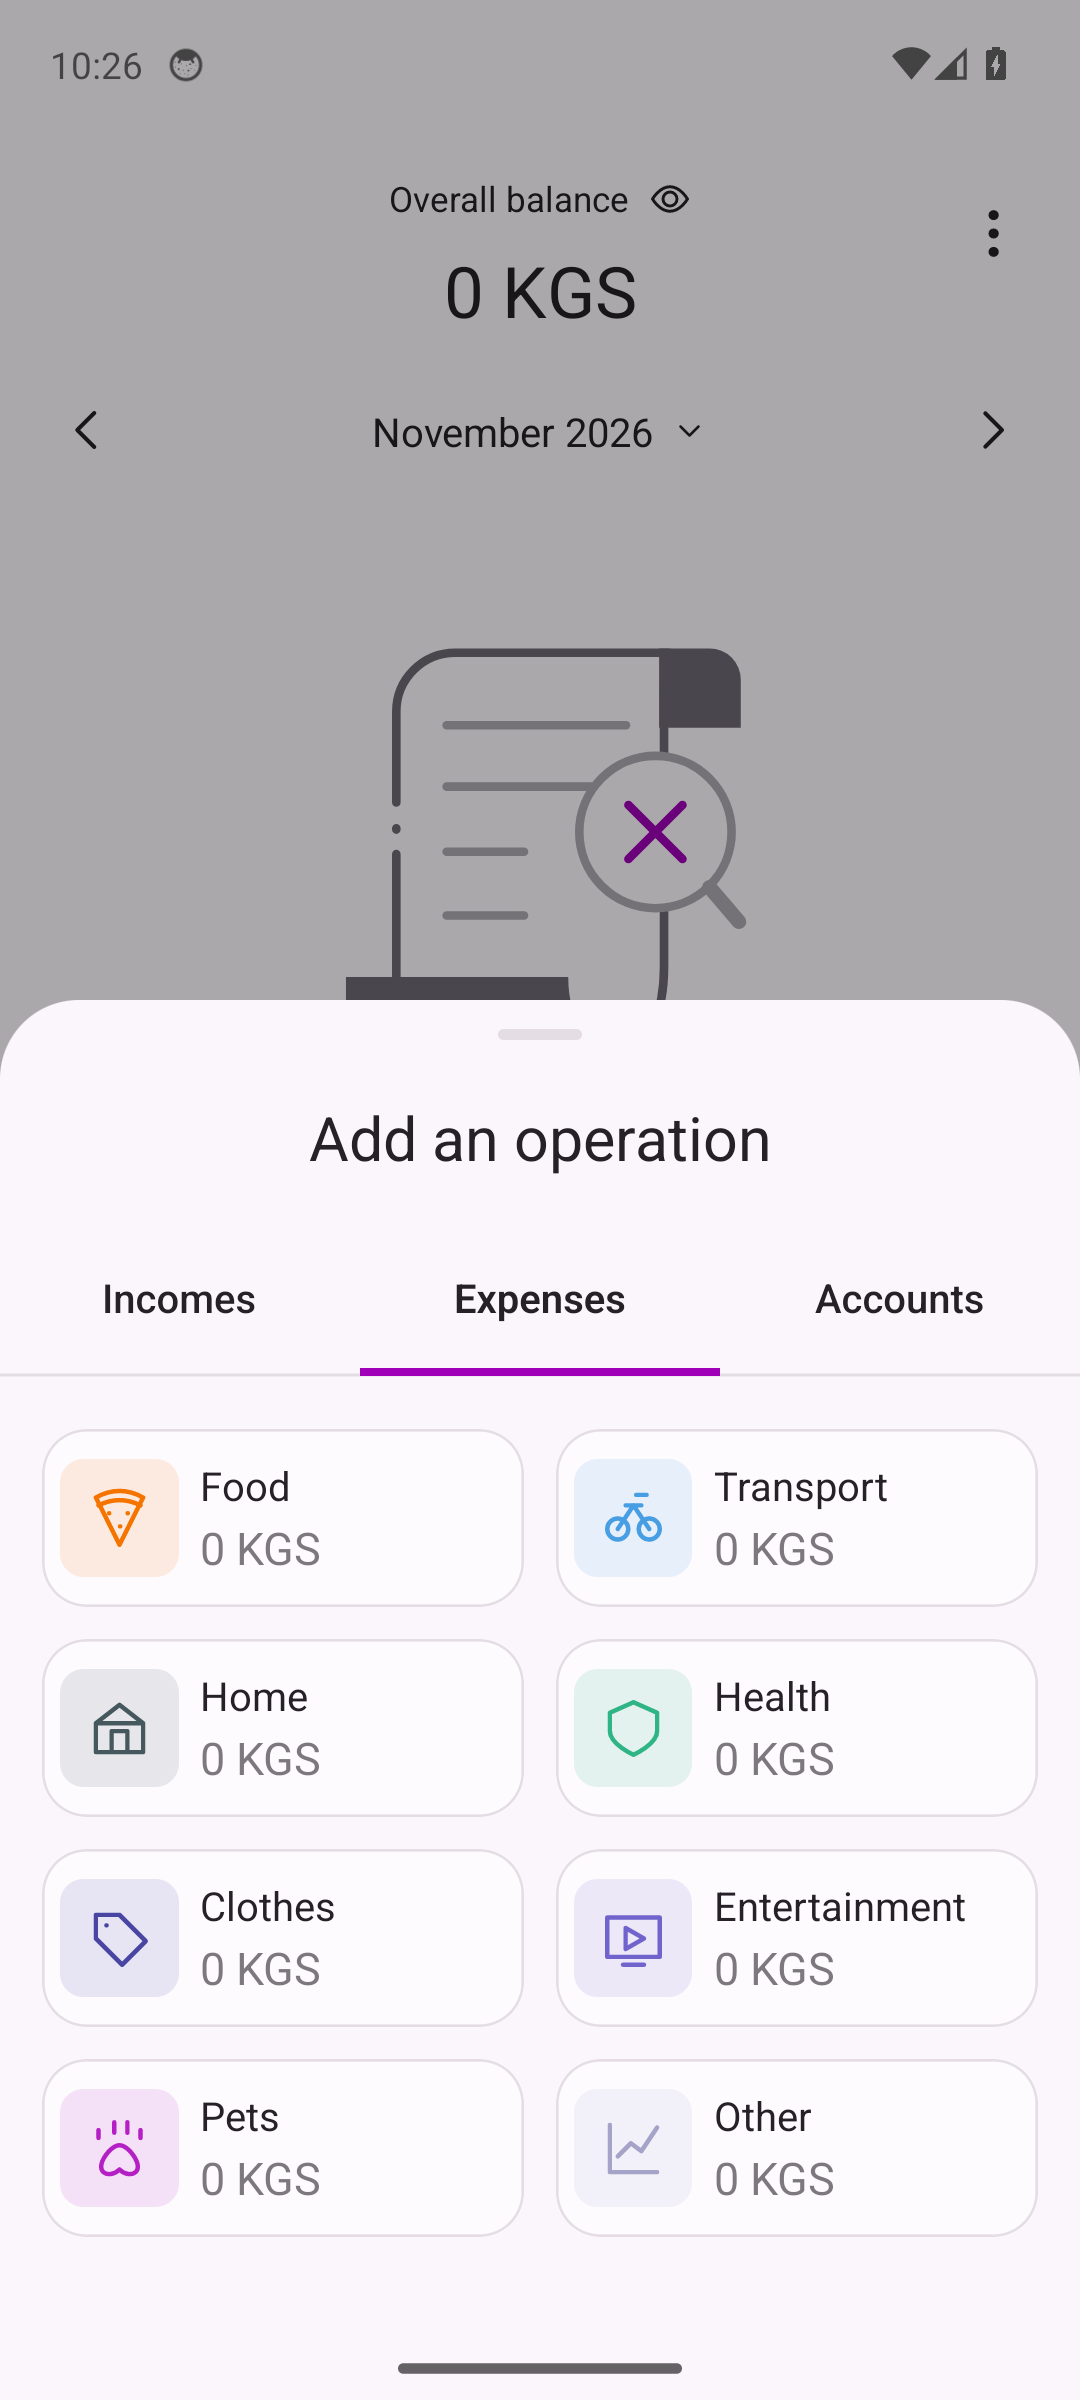 10:26
Overall balance
0 KGS
November 2026
Add an operation
Incomes Expenses Accounts
Food
0 KGS
Transport
0 KGS
Home
0 KGS
Health
0 KGS
Clothes
0 KGS
Entertainment
0 KGS
Pets
0 KGS
Other
0 KGS